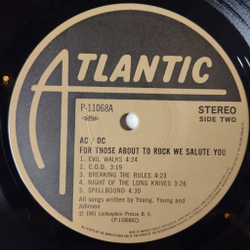 ATLANTIC
P-11068A
STEREO
SIDE TWO
AC/DC
FOR THOSE ABOUT TO ROCK WE SALUTE YOU
1. EVIL WALKS 4:24
2. C.O.D. 3:19
3. BREAKING THE RULES 4:23
4. NIGHT OF THE LONG KNIVES 3:26
5. SPELLBOUND 4:30
All songs written by Young, Young and
Johnson
© 1981 Leidseplein Presse B.V.
(P-11068A2)